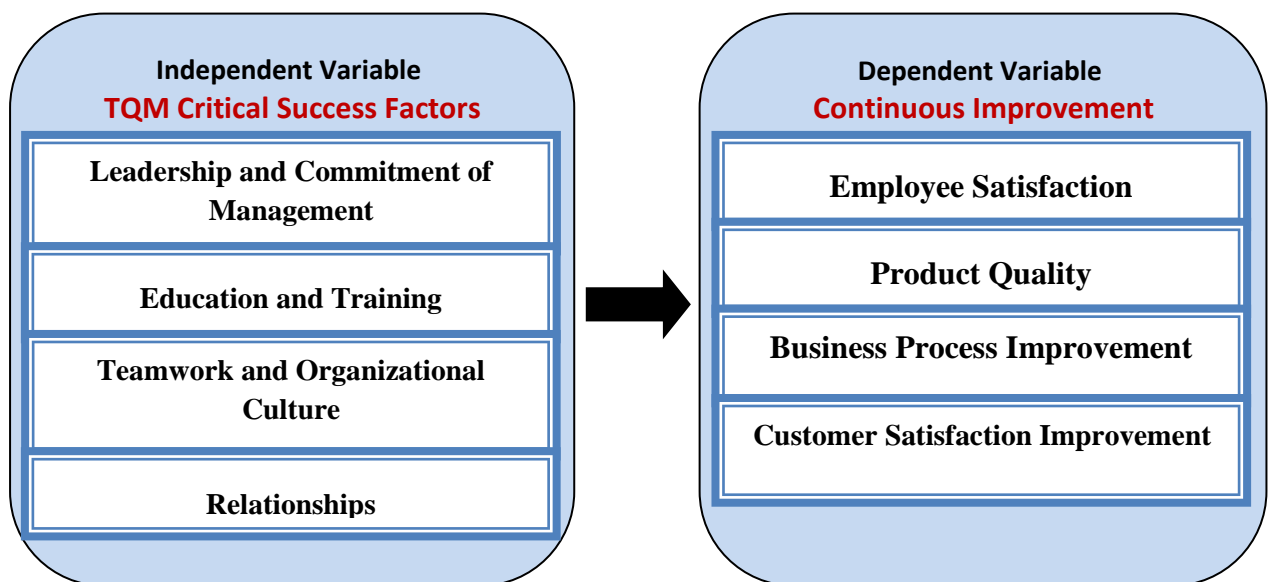 Independent Variable
TQM Critical Success Factors
Leadership and Commitment of
Management
Education and Training
Teamwork and Organizational
Culture
Relationships
Dependent Variable
Continuous Improvement
Employee Satisfaction
Product Quality
Business Process Improvement
Customer Satisfaction Improvement